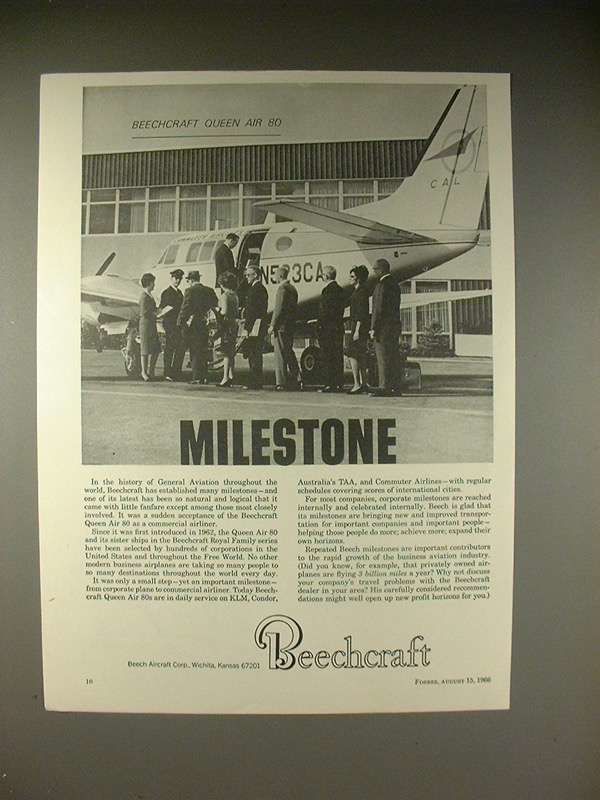 BEECHCRAFT QUEEN AIR 80
CAL
N5?3CA
MILESTONE
In the history of General Aviation throughout the
world, Beechcraft has established many milestones—and
one of its latest has been so natural and logical that it
came with little fanfare except among those most closely
involved. It was a sudden acceptance of the Beechcraft
Queen Air 80 as a commercial airliner.
Since it was first introduced in 1962, the Queen Air 80
and its sister ships in the Beechcraft Royal Family series
have been selected by hundreds of corporations in the
United States and throughout the Free World. No other
modern business airplanes are taking so many people to
so many destinations throughout the world every day.
It was only a small step—yet an important milestone—
from corporate plane to commercial airliner. Today Beech-
craft Queen Air 80s are in daily service on KLM, Condor,
Australia's TAA, and Commuter Airlines—with regular
schedules covering scores of international cities.
For most companies, corporate milestones are reached
internally and celebrated internally. Beech is glad that
its milestones are bringing new and improved transpor-
tation for important companies and important people—
helping those people do more; achieve more; expand their
own horizons.
Repeated Beech milestones are important contributors
to the rapid growth of the business aviation industry.
(Did you know, for example, that privately owned air-
planes are flying 3 billion miles a year? Why not discuss
your company's travel problems with the Beechcraft
dealer in your area? His carefully considered recommen-
dations might well open up new profit horizons for you.)
Beech Aircraft Corp., Wichita, Kansas 67201
Beechcraft
16
FORBES, AUGUST 15, 1966